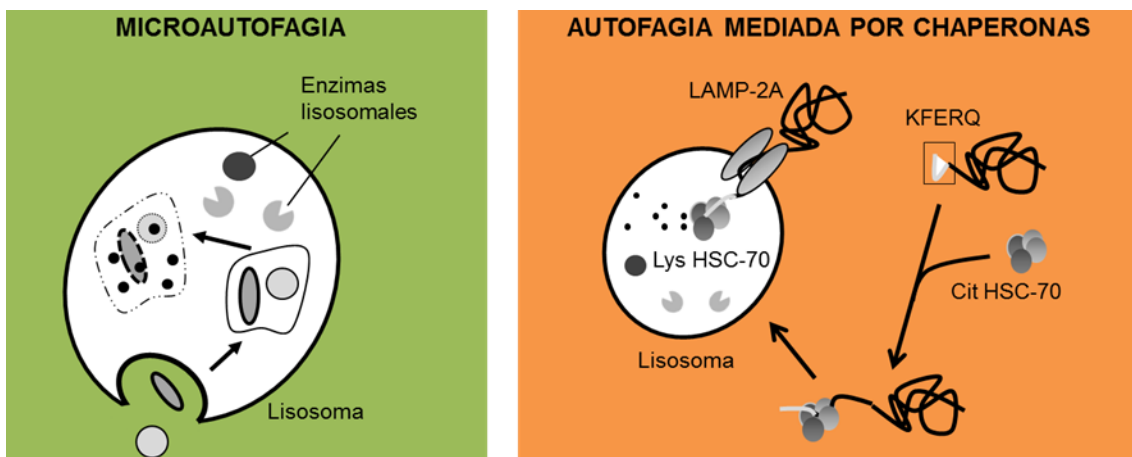 MICROAUTOFAGIA
Enzimas
lisosomales
Lisosoma
AUTOFAGIA MEDIADA POR CHAPERONAS
LAMP-2A
KFERQ
Lys HSC-70
Cit HSC-70
Lisosoma